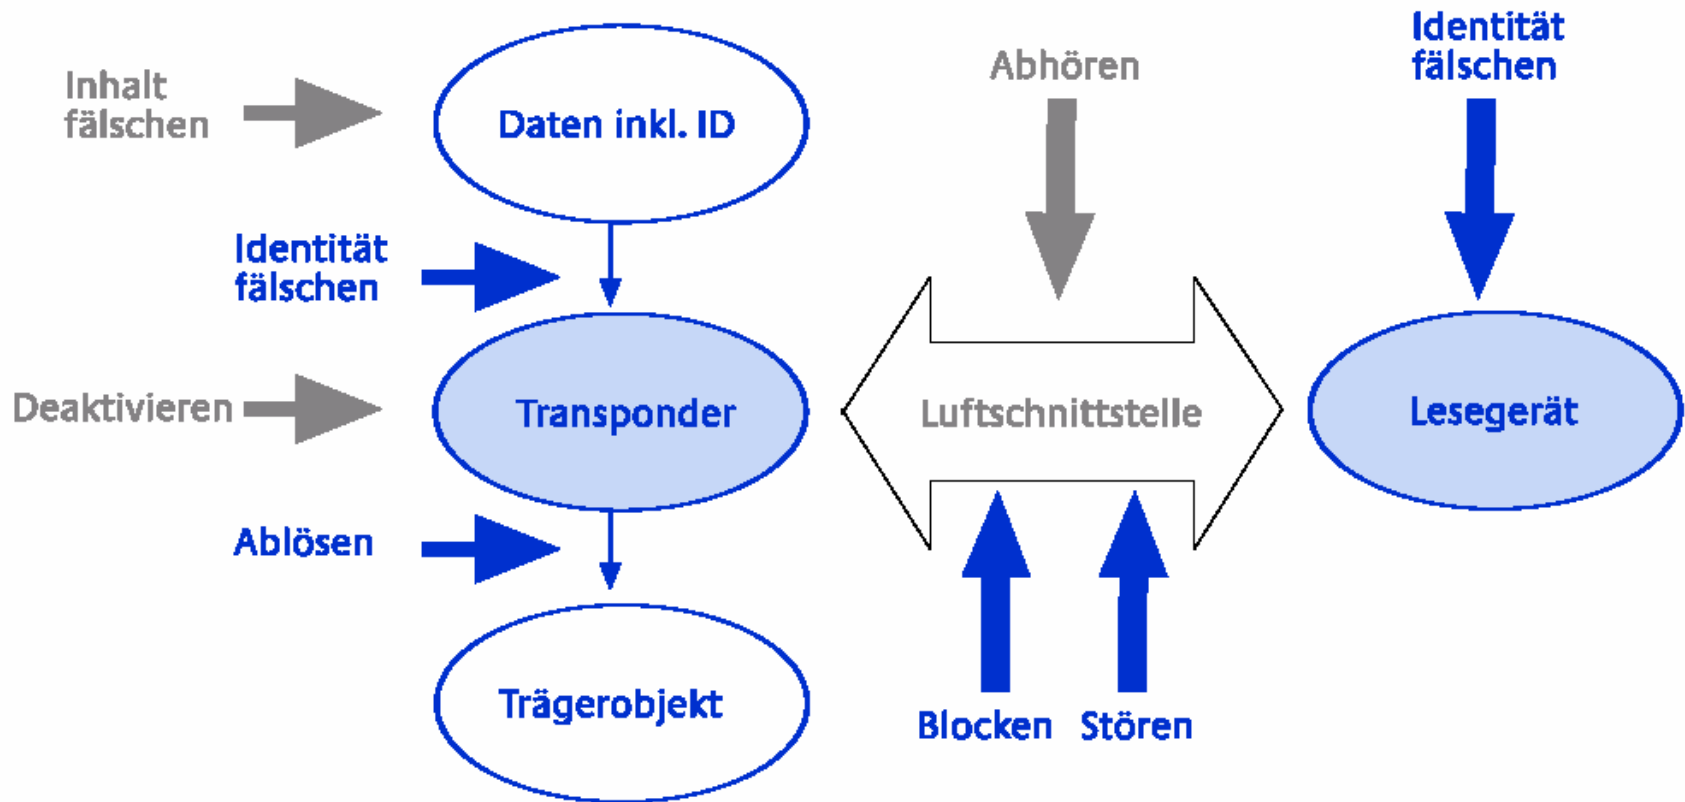 Identität
fälschen
Abhören
Inhalt
fälschen
Daten inkl. ID
Identität
fälschen
Deaktivieren
Transponder
Luftschnittstelle
Lesegerät
Ablösen
Trägerobjekt
Blocken
Stören